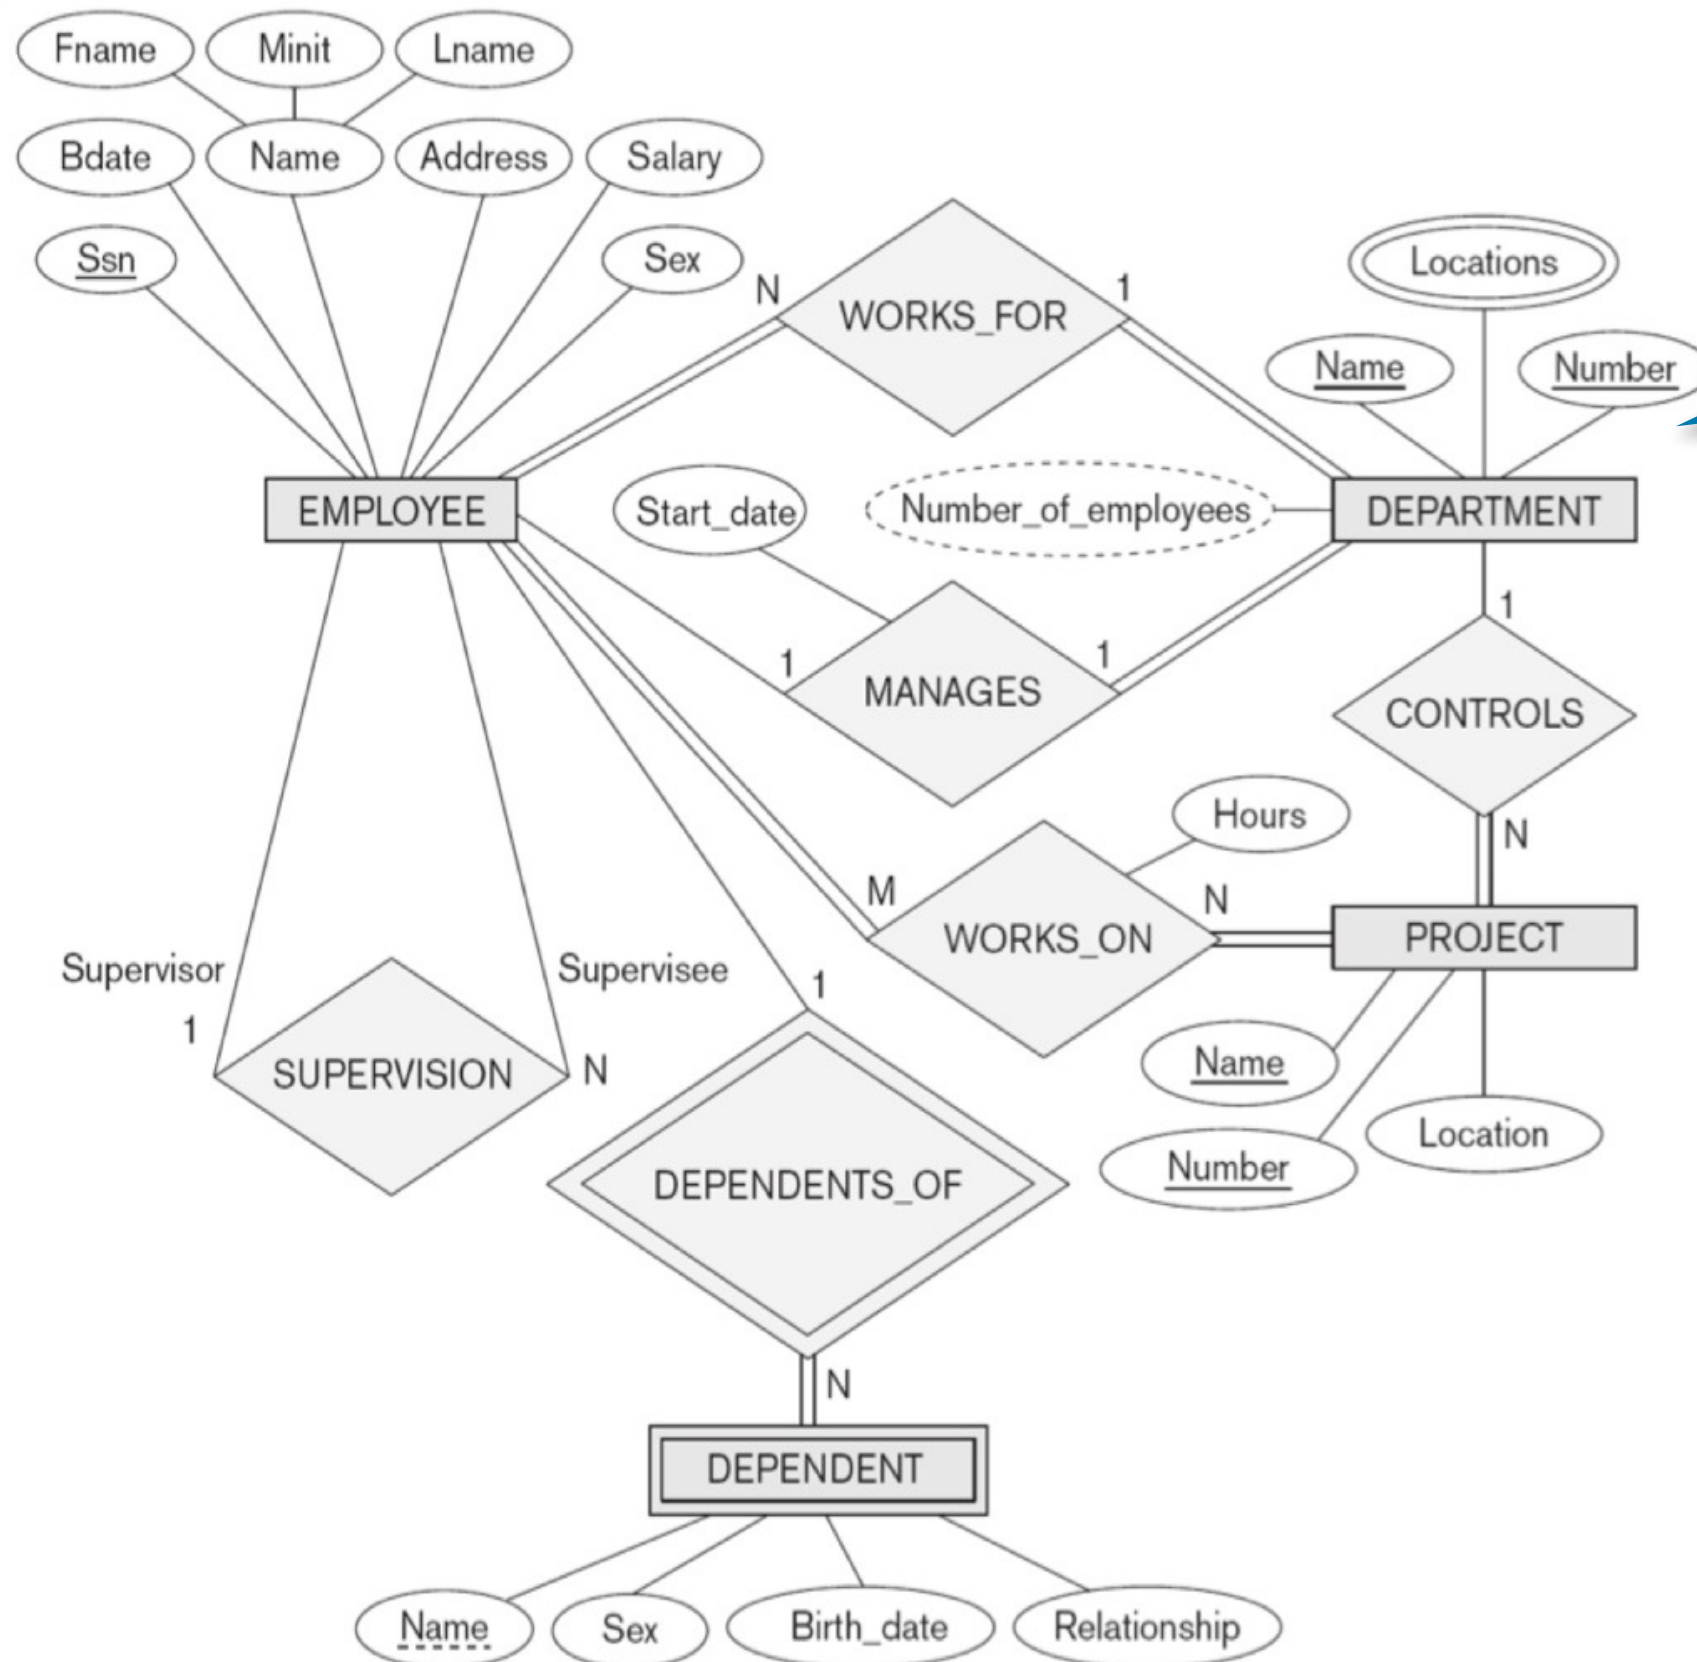 Fname
Minit
Lname
Bdate
Name
Address
Salary
Ssn
Sex
N
WORKS_FOR
1
Locations
Name
Number
EMPLOYEE
Start_date
Number_of_employees
DEPARTMENT
1
MANAGES
1
1
CONTROLS
N
Hours
M
WORKS_ON
N
PROJECT
Supervisor
Supervisee
1
1
SUPERVISION
N
Name
Number
Location
DEPENDENTS_OF
N
DEPENDENT
Name
Sex
Birth_date
Relationship